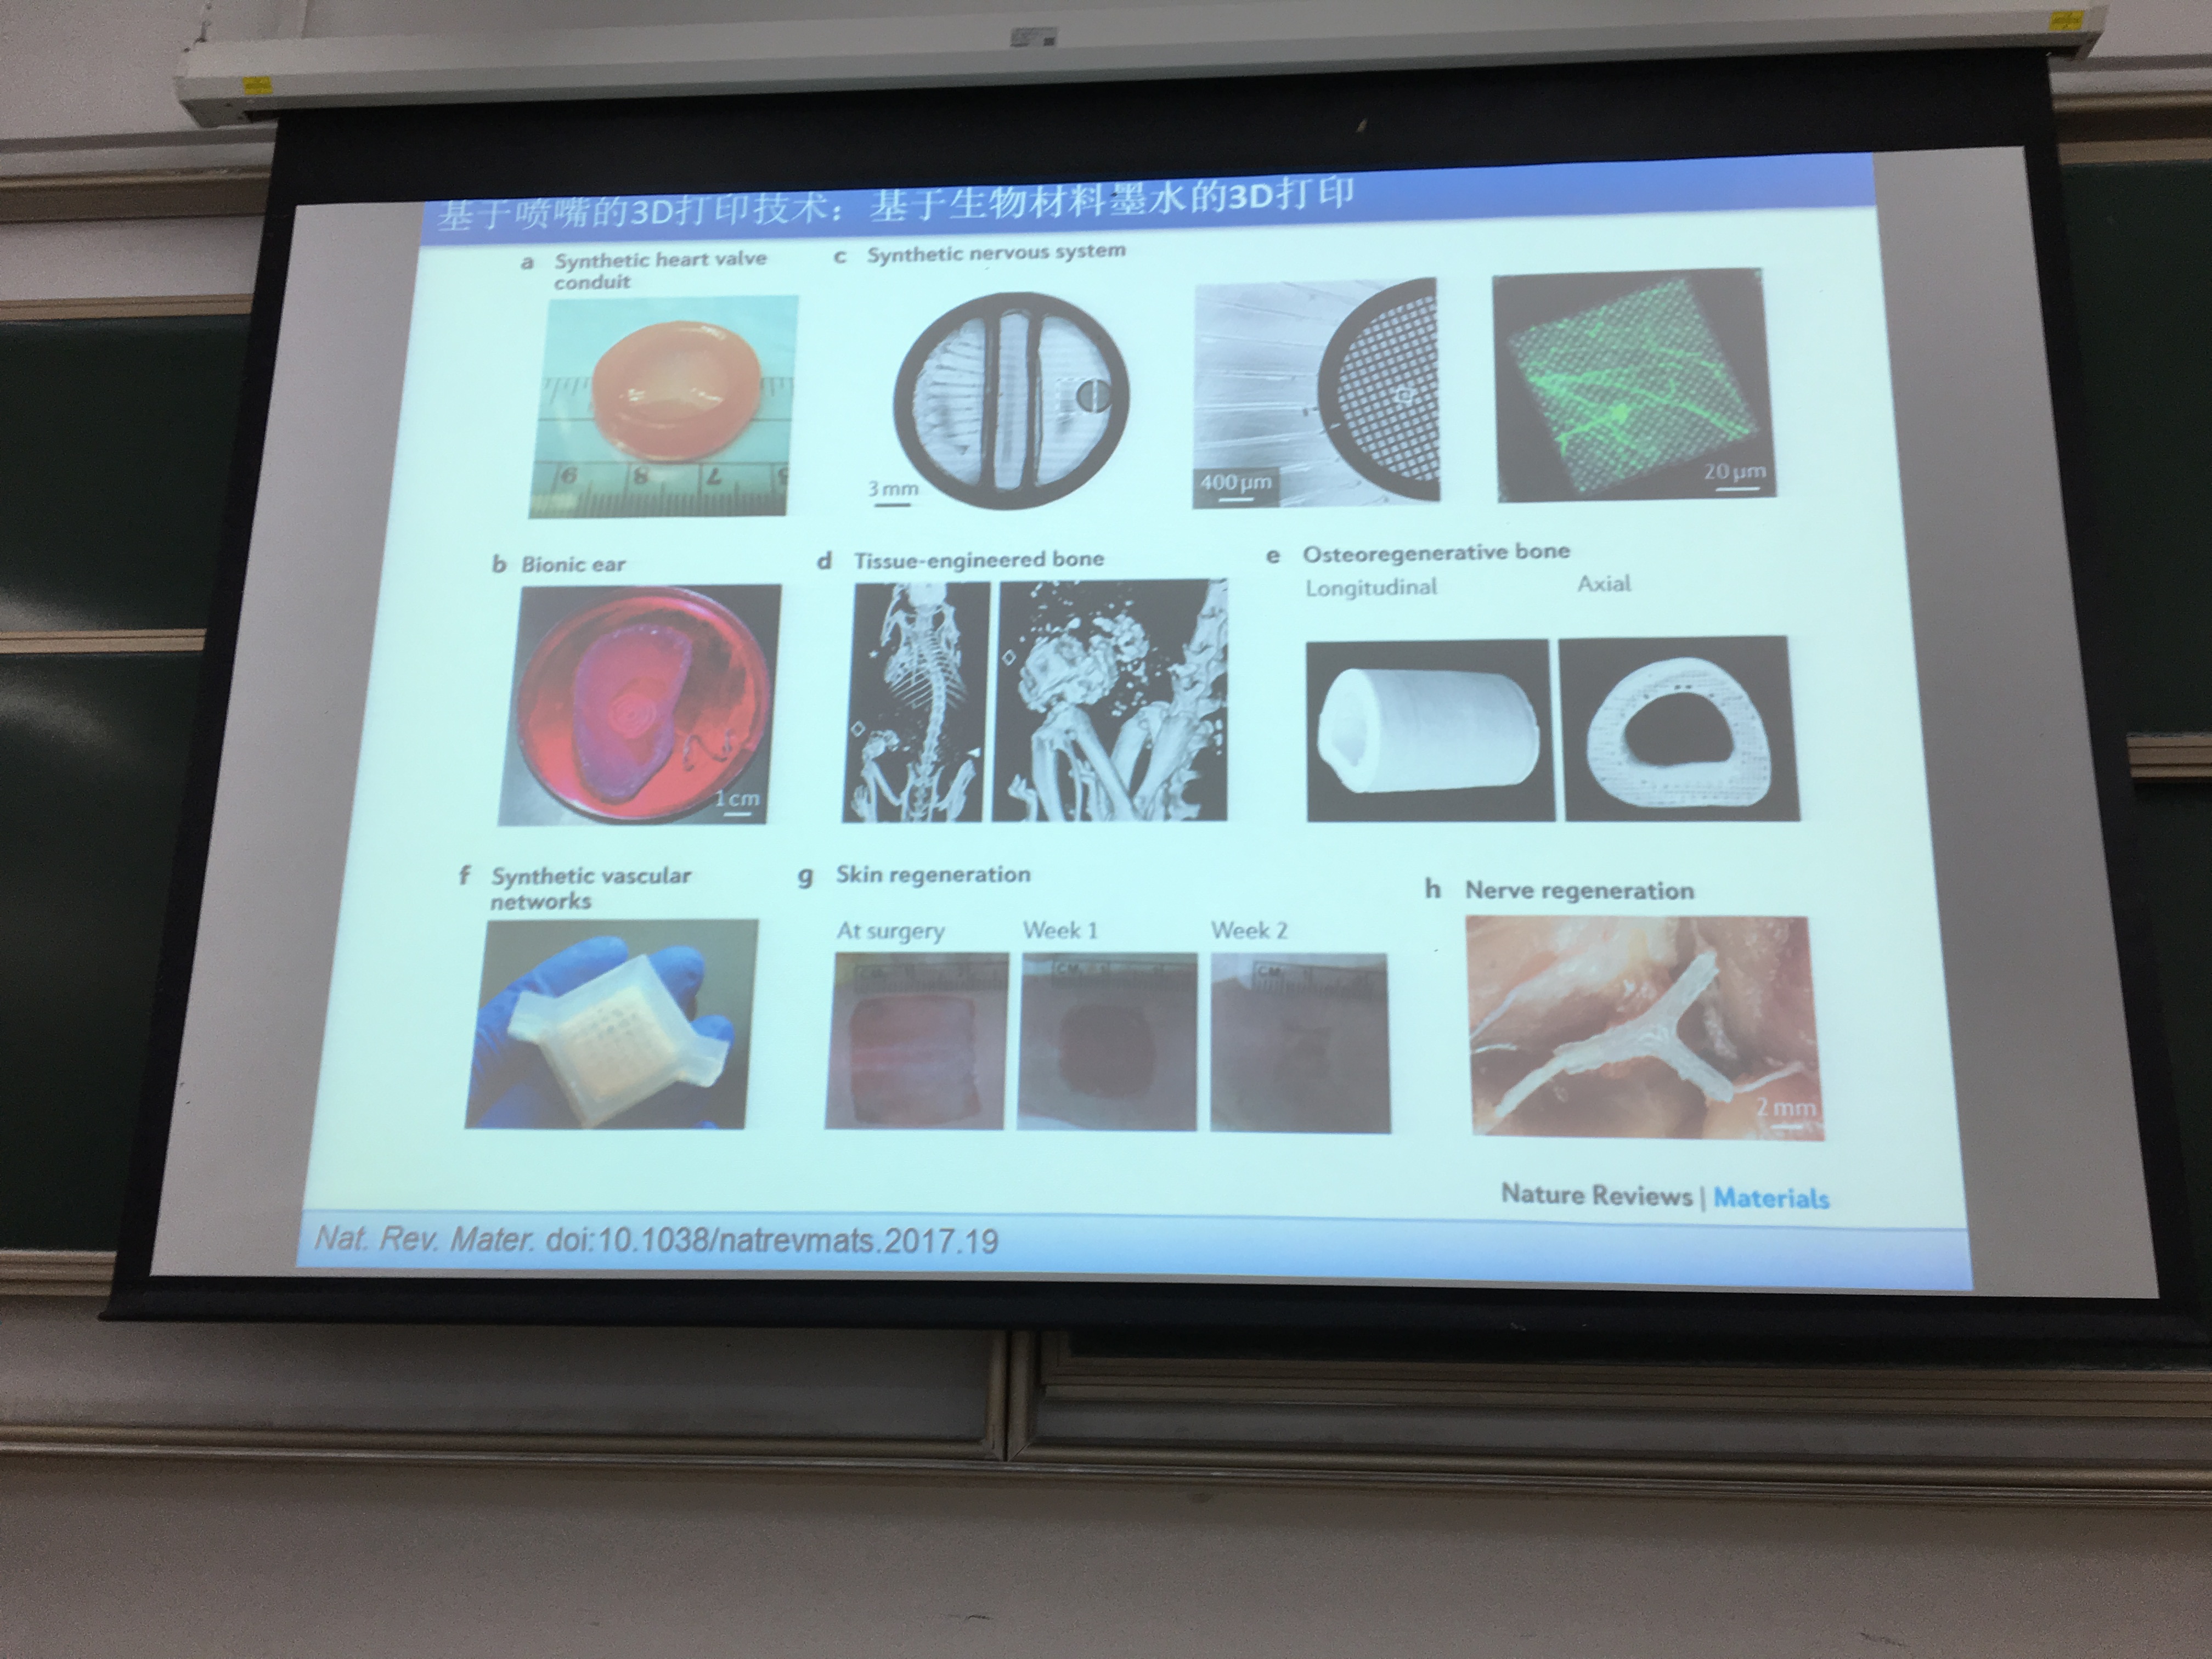 基于喷嘴的3D打印技术：基于生物材料墨水的3D打印
a Synthetic heart valve
conduit
c Synthetic nervous system
9 8 7
3 mm
400 µm
20 µm
b Bionic ear
1 cm
d Tissue-engineered bone
e Osteoregenerative bone
Longitudinal
Axial
f Synthetic vascular
networks
g Skin regeneration
At surgery
Week 1
Week 2
CM
CM
h Nerve regeneration
2 mm
Nature Reviews | Materials
Nat. Rev. Mater. doi:10.1038/natrevmats.2017.19